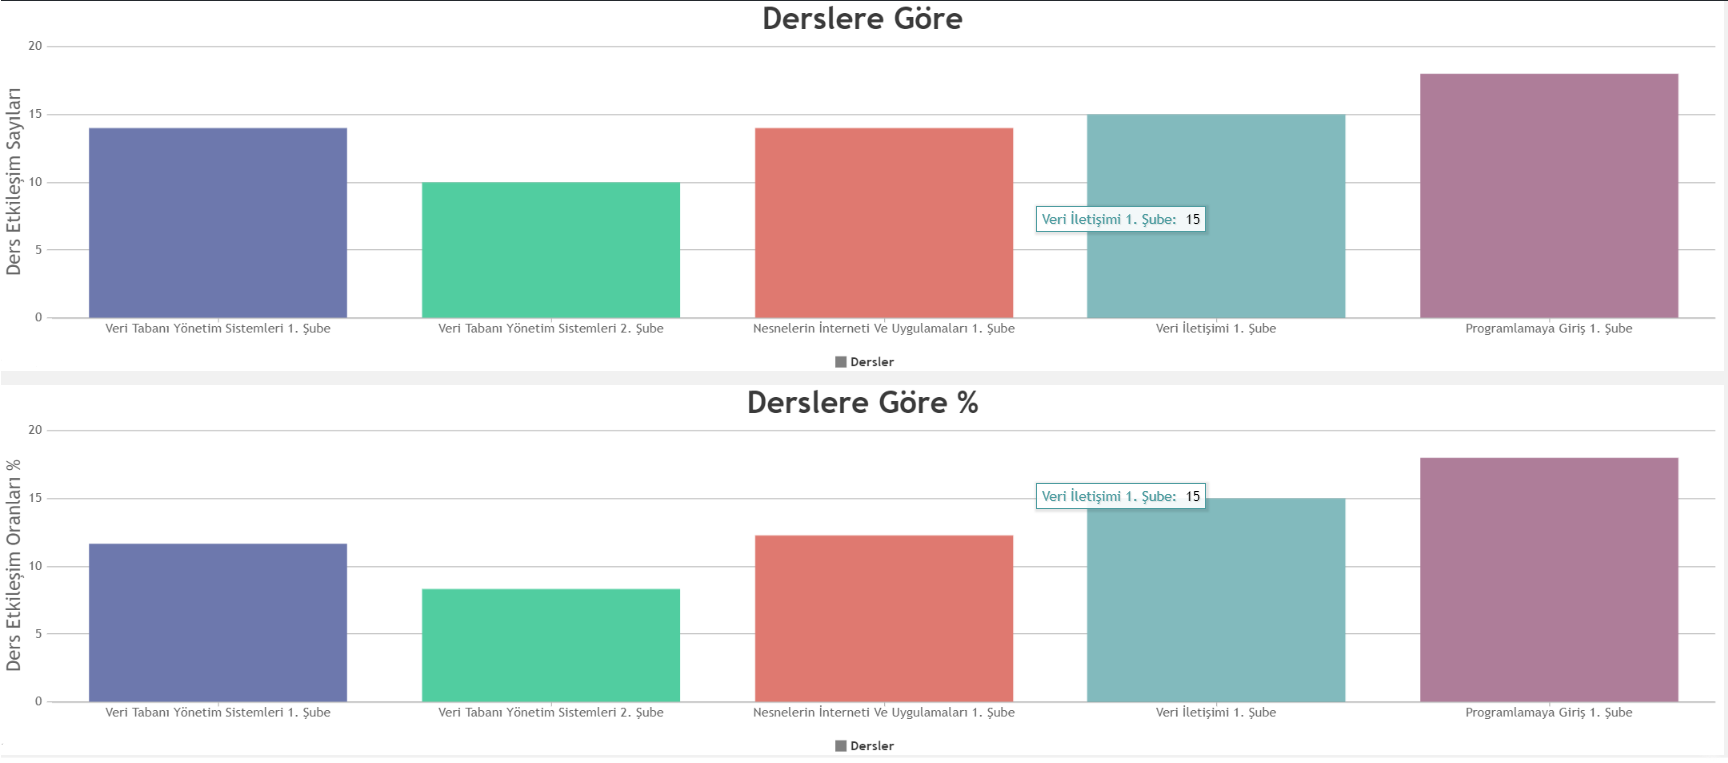 Derslere Göre
Ders Etkileşim Sayıları
20
15
10
5
0
Veri İletişimi 1. Şube: 15
Veri Tabanı Yönetim Sistemleri 1. Şube
Veri Tabanı Yönetim Sistemleri 2. Şube
Nesnelerin İnterneti Ve Uygulamaları 1. Şube
Veri İletişimi 1. Şube
Programlamaya Giriş 1. Şube
Dersler
Derslere Göre %
Ders Etkileşim Oranları %
20
15
10
5
0
Veri İletişimi 1. Şube: 15
Veri Tabanı Yönetim Sistemleri 1. Şube
Veri Tabanı Yönetim Sistemleri 2. Şube
Nesnelerin İnterneti Ve Uygulamaları 1. Şube
Veri İletişimi 1. Şube
Programlamaya Giriş 1. Şube
Dersler